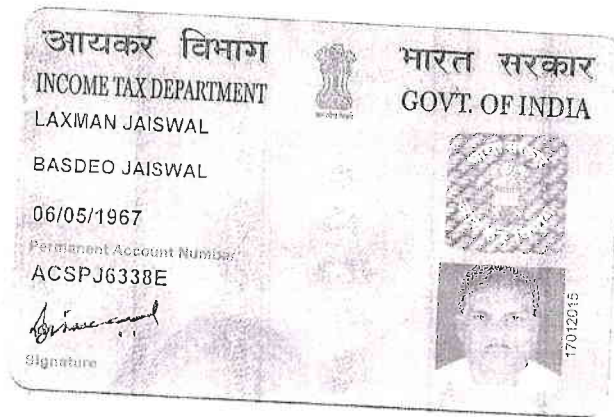 आयकर विभाग
INCOME TAX DEPARTMENT
भारत सरकार
GOVT. OF INDIA
LAXMAN JAISWAL
BASDEO JAISWAL
06/05/1967
Permanent Account Number
ACSPJ6338E
Signature
17012015